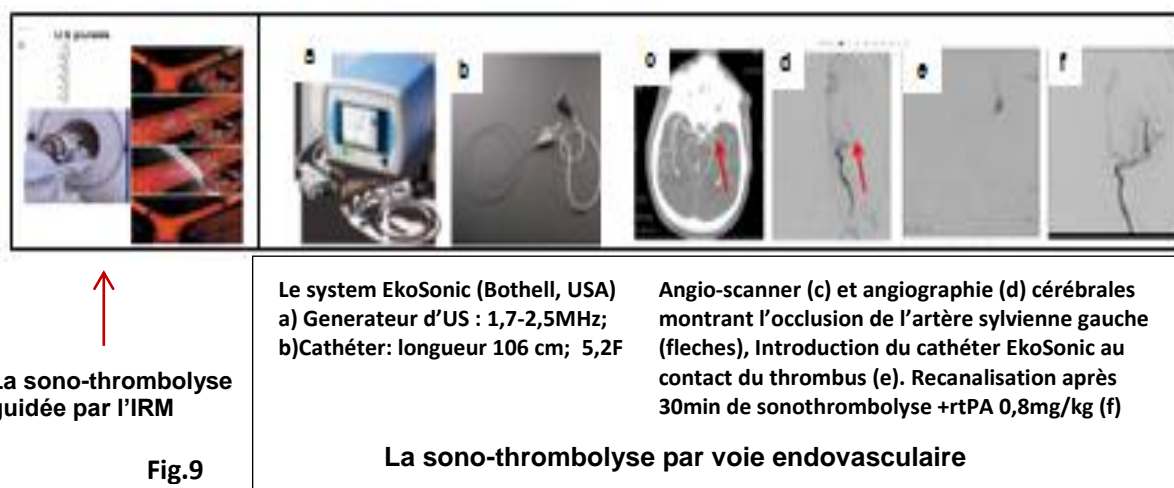 US pulsés
a
b
c
d
e
f
La sono-thrombolyse
guidée par l'IRM
Fig.9
Le system EkoSonic (Bothell, USA)
a) Generateur d'US : 1,7-2,5MHz;
b)Cathéter: longueur 106 cm; 5,2F
Angio-scanner (c) et angiographie (d) cérébrales
montrant l'occlusion de l'artère sylvienne gauche
(fleches), Introduction du cathéter EkoSonic au
contact du thrombus (e). Recanalisation après
30min de sonothrombolyse +rtPA 0,8mg/kg (f)
La sono-thrombolyse par voie endovasculaire